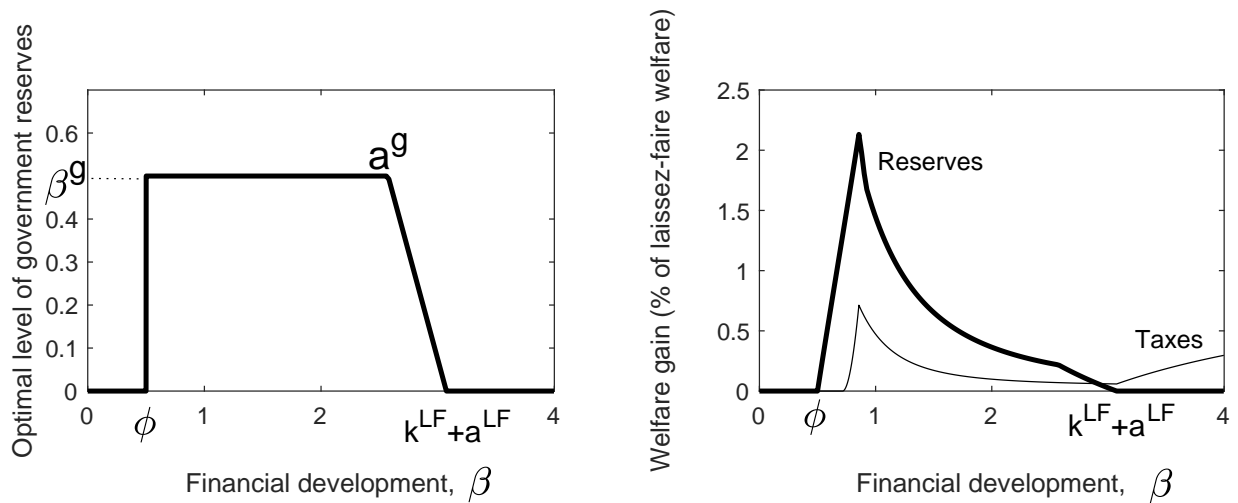 Optimal level of government reserves
0.6
β^g
0.4
0.3
0.2
0.1
0
a^g
0
ϕ
1
2
k^LF+a^LF
4
Financial development, β
Welfare gain (% of laissez-faire welfare)
2.5
2
1.5
1
0.5
0
Reserves
Taxes
0
ϕ
1
2
k^LF+a^LF
4
Financial development, β